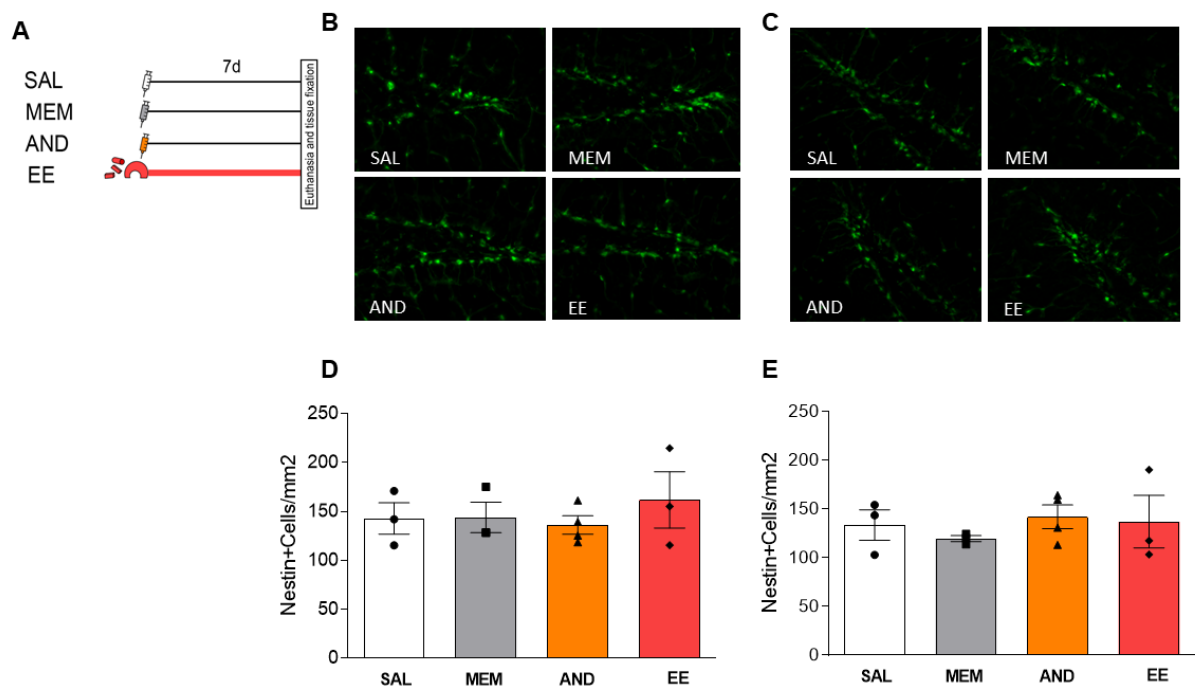 A
SAL
MEM
AND
EE
7d
Euthanasia and tissue fixation
B
SAL
MEM
AND
EE
C
SAL
MEM
AND
EE
D
Nestin+Cells/mm2
250
200
150
100
50
0
SAL MEM AND EE
E
Nestin+Cells/mm2
250
200
150
100
50
0
SAL MEM AND EE